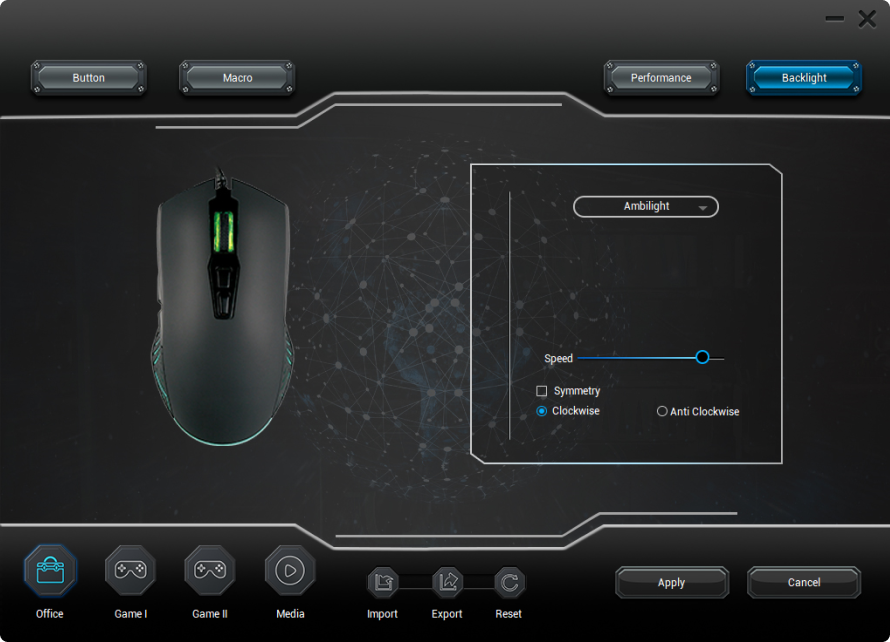 Button
Macro
Performance
Backlight
Ambilight
Speed
Symmetry
Clockwise
Anti Clockwise
Office
Game I
Game II
Media
Import
Export
Reset
Apply
Cancel